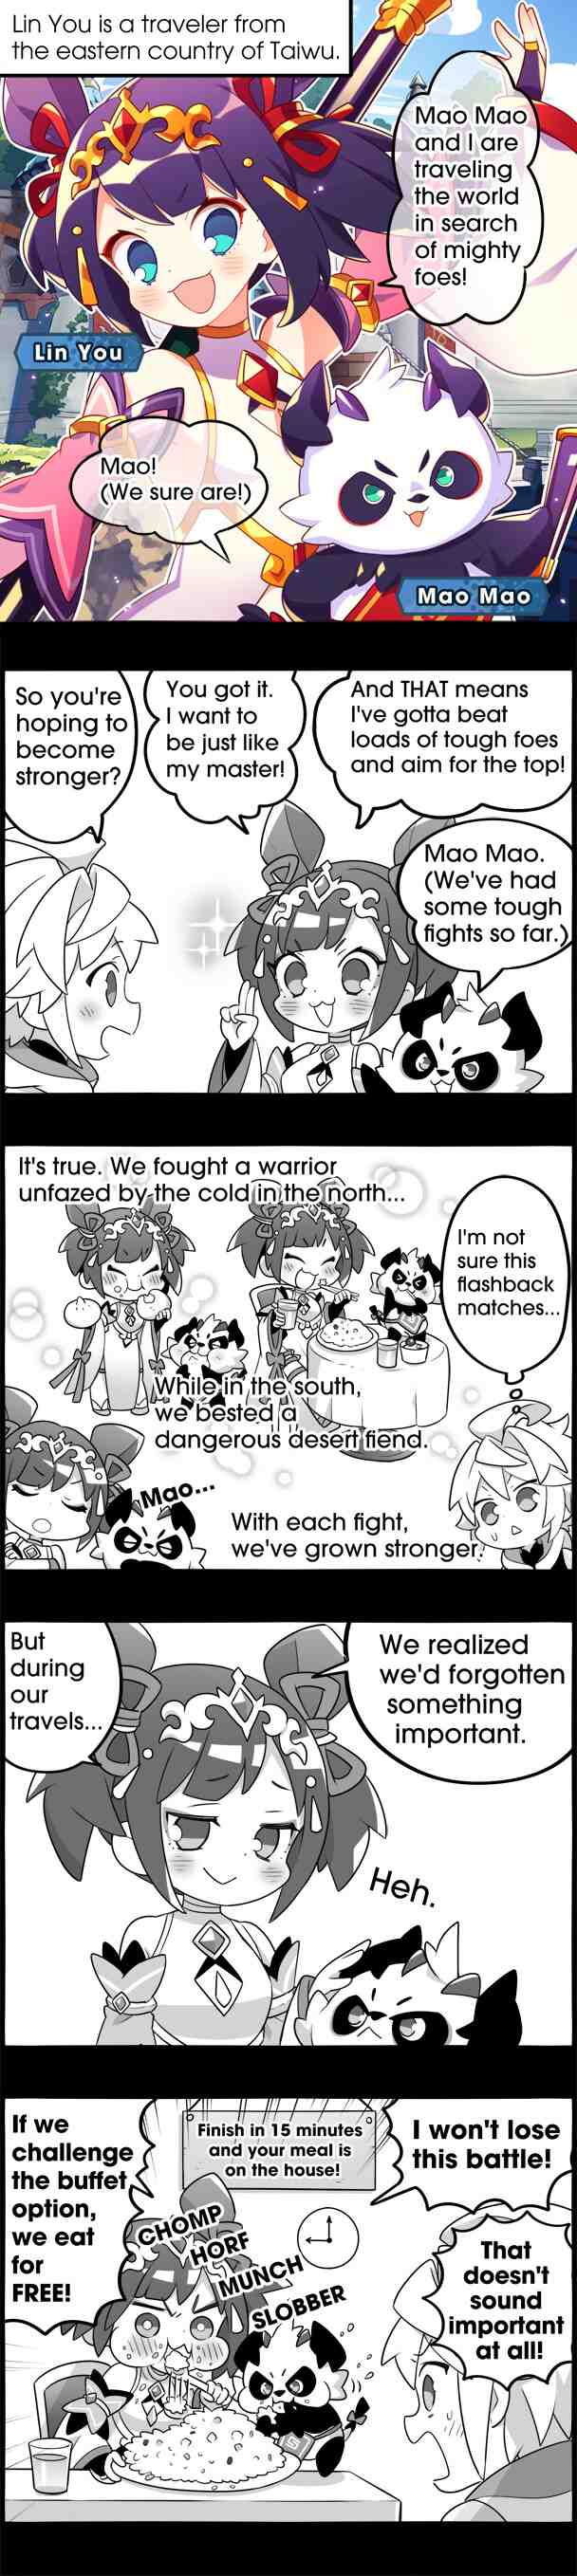 Lin You is a traveler from
the eastern country of Taiwu.
Mao Mao
and I are
traveling
the world
in search
of mighty
foes!
Lin You
Mao!
(We sure are!)
Mao Mao
So you're
hoping to
become
stronger?
You got it.
I want to
be just like
my master!
And THAT means
I've gotta beat
loads of tough foes
and aim for the top!
Mao Mao.
(We've had
some tough
fights so far.)
It's true. We fought a warrior
unfazed by the cold in the north...
I'm not
sure this
flashback
matches...
While in the south,
we bested a
dangerous desert fiend.
Mao...
With each fight,
we've grown stronger.
But
during
our
travels...
We realized
we'd forgotten
something
important.
Heh.
If we
challenge
the buffet
option,
we eat
for
FREE!
Finish in 15 minutes
and your meal is
on the house!
I won't lose
this battle!
CHOMP
HORF
MUNCH
SLOBBER
That
doesn't
sound
important
at all!